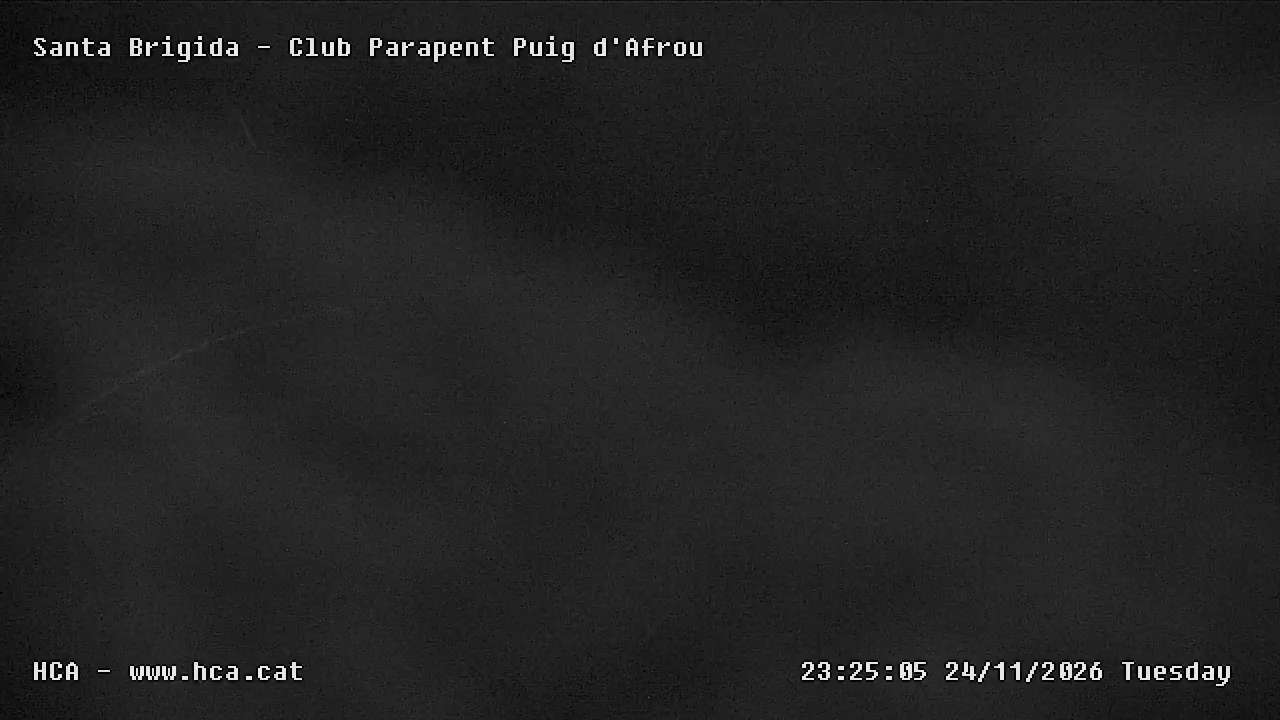 Santa Brigida - Club Parapent Puig d'Afrou
HCA - www.hca.cat
23:25:05 24/11/2026 Tuesday